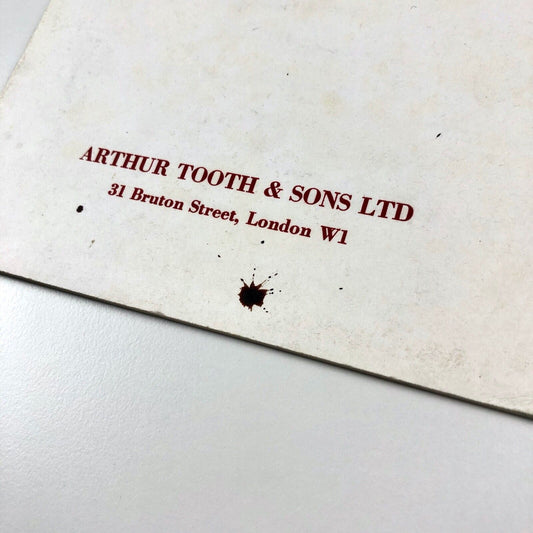 ARTHUR TOOTH & SONS LTD
31 Bruton Street, London W1